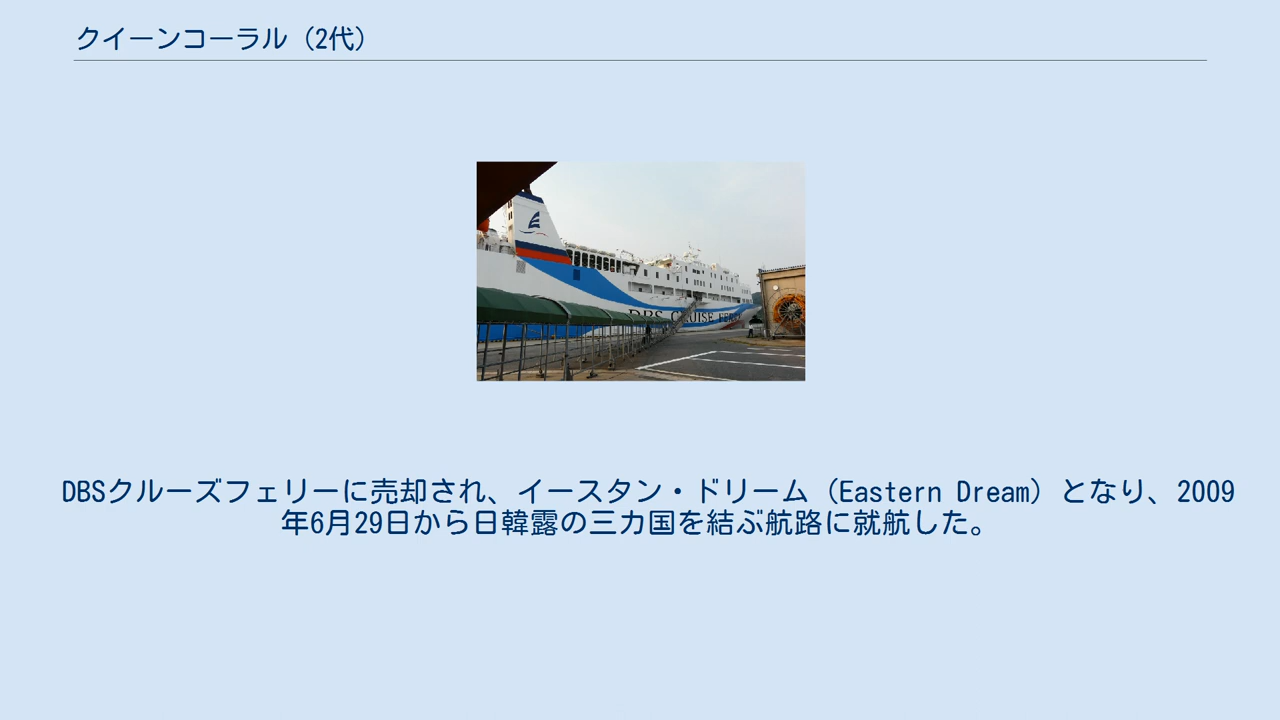 クイーンコーラル（2代）
DBS CRUISE FERRY
DBSクルーズフェリーに売却され、イースタン・ドリーム（Eastern Dream）となり、2009
年6月29日から日韓露の三カ国を結ぶ航路に就航した。